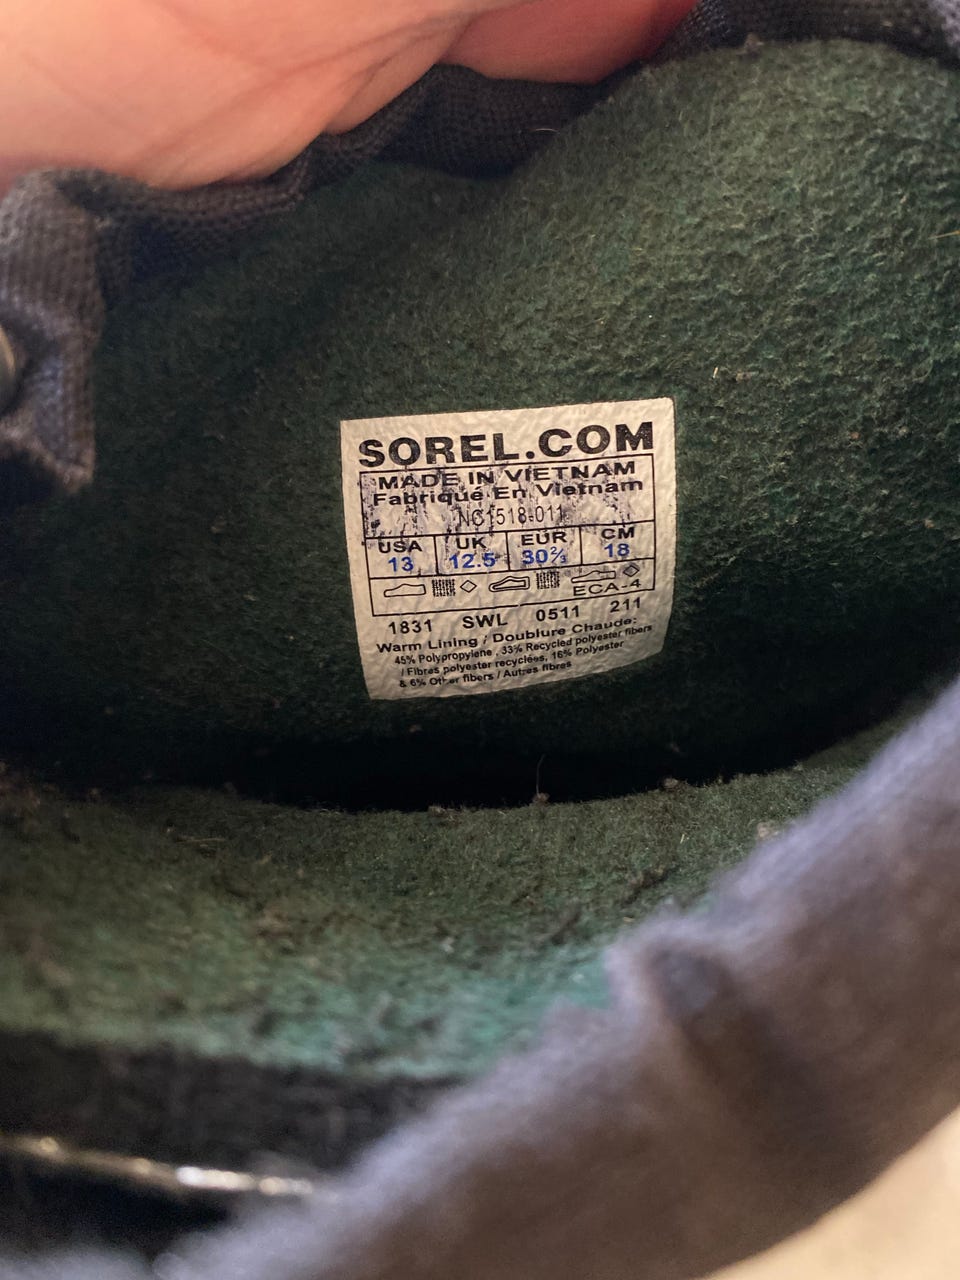 SOREL.COM
MADE IN VIETNAM
Fabriqué En Vietnam
NC1518-011
USA UK EUR CM
13 12.5 30⅔ 18
ECA-4
1831 SWL 0511 211
Warm Lining / Doublure Chaude:
45% Polypropylene , 33% Recycled polyester fibers
/ Fibres polyester recyclées, 16% Polyester
& 6% Other fibers / Autres fibres